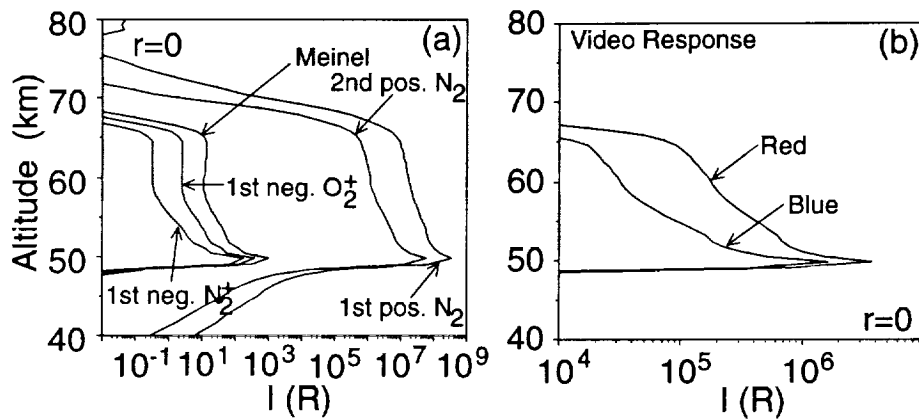 (a)
r=0
Meinel
2nd pos. N₂
1st neg. O₂⁺
1st neg. N₂⁺
1st pos. N₂
Altitude (km)
80
70
60
50
40
10⁻¹ 10¹ 10³ 10⁵ 10⁷ 10⁹
I (R)
(b)
Video Response
Red
Blue
r=0
80
70
60
50
40
10⁴ 10⁵ 10⁶
I (R)